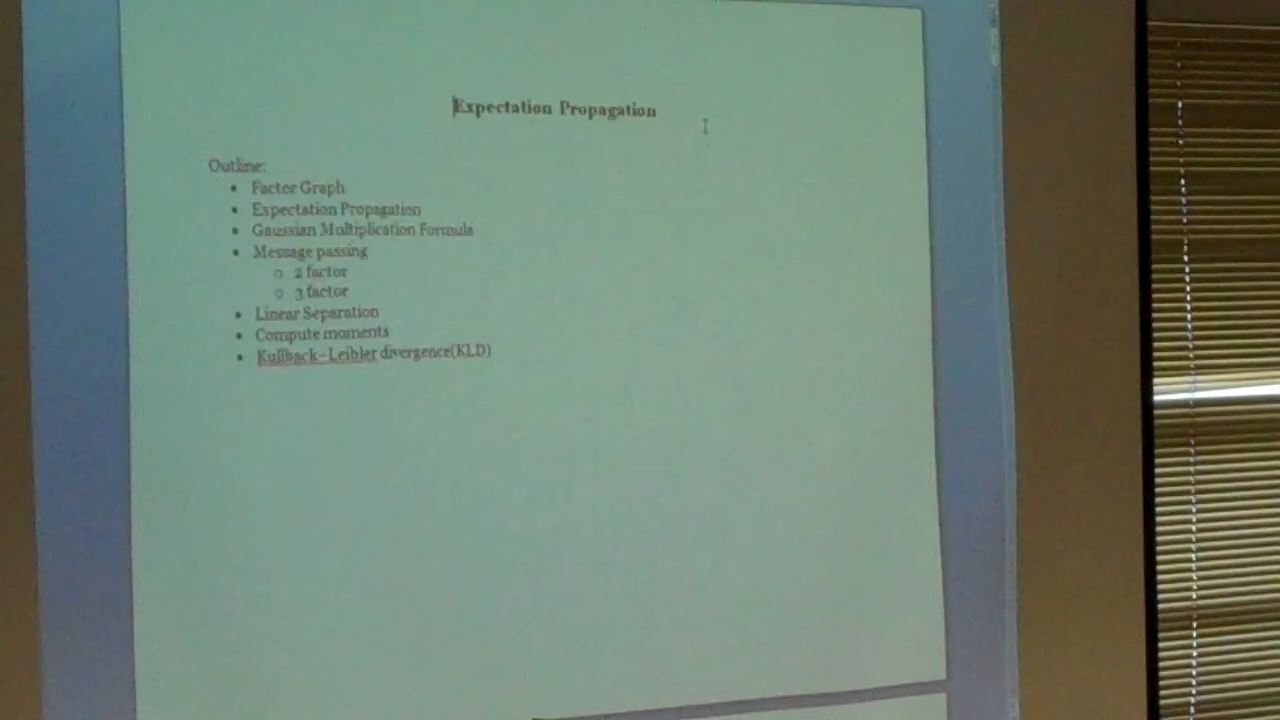 Expectation Propagation
Outline:
• Factor Graph
• Expectation Propagation
• Gaussian Multiplication Formula
• Message passing
○ 2 factor
○ 3 factor
• Linear Separation
• Compute moments
• Kullback–Leibler divergence(KLD)